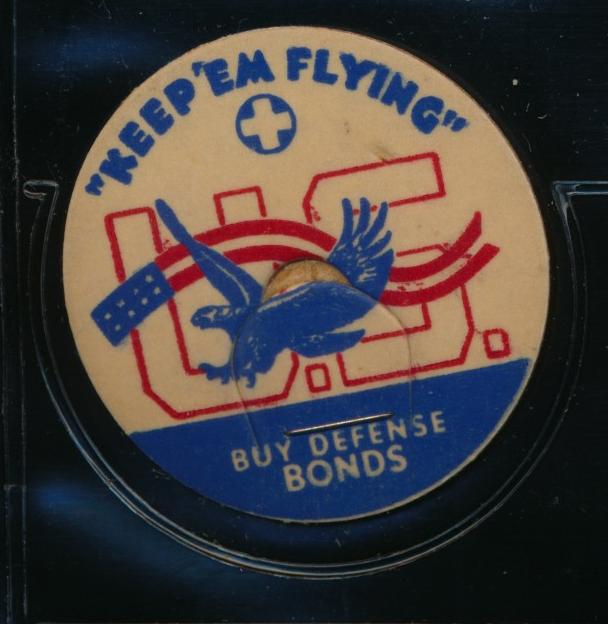 "KEEP 'EM FLYING"
U.S.
BUY DEFENSE
BONDS